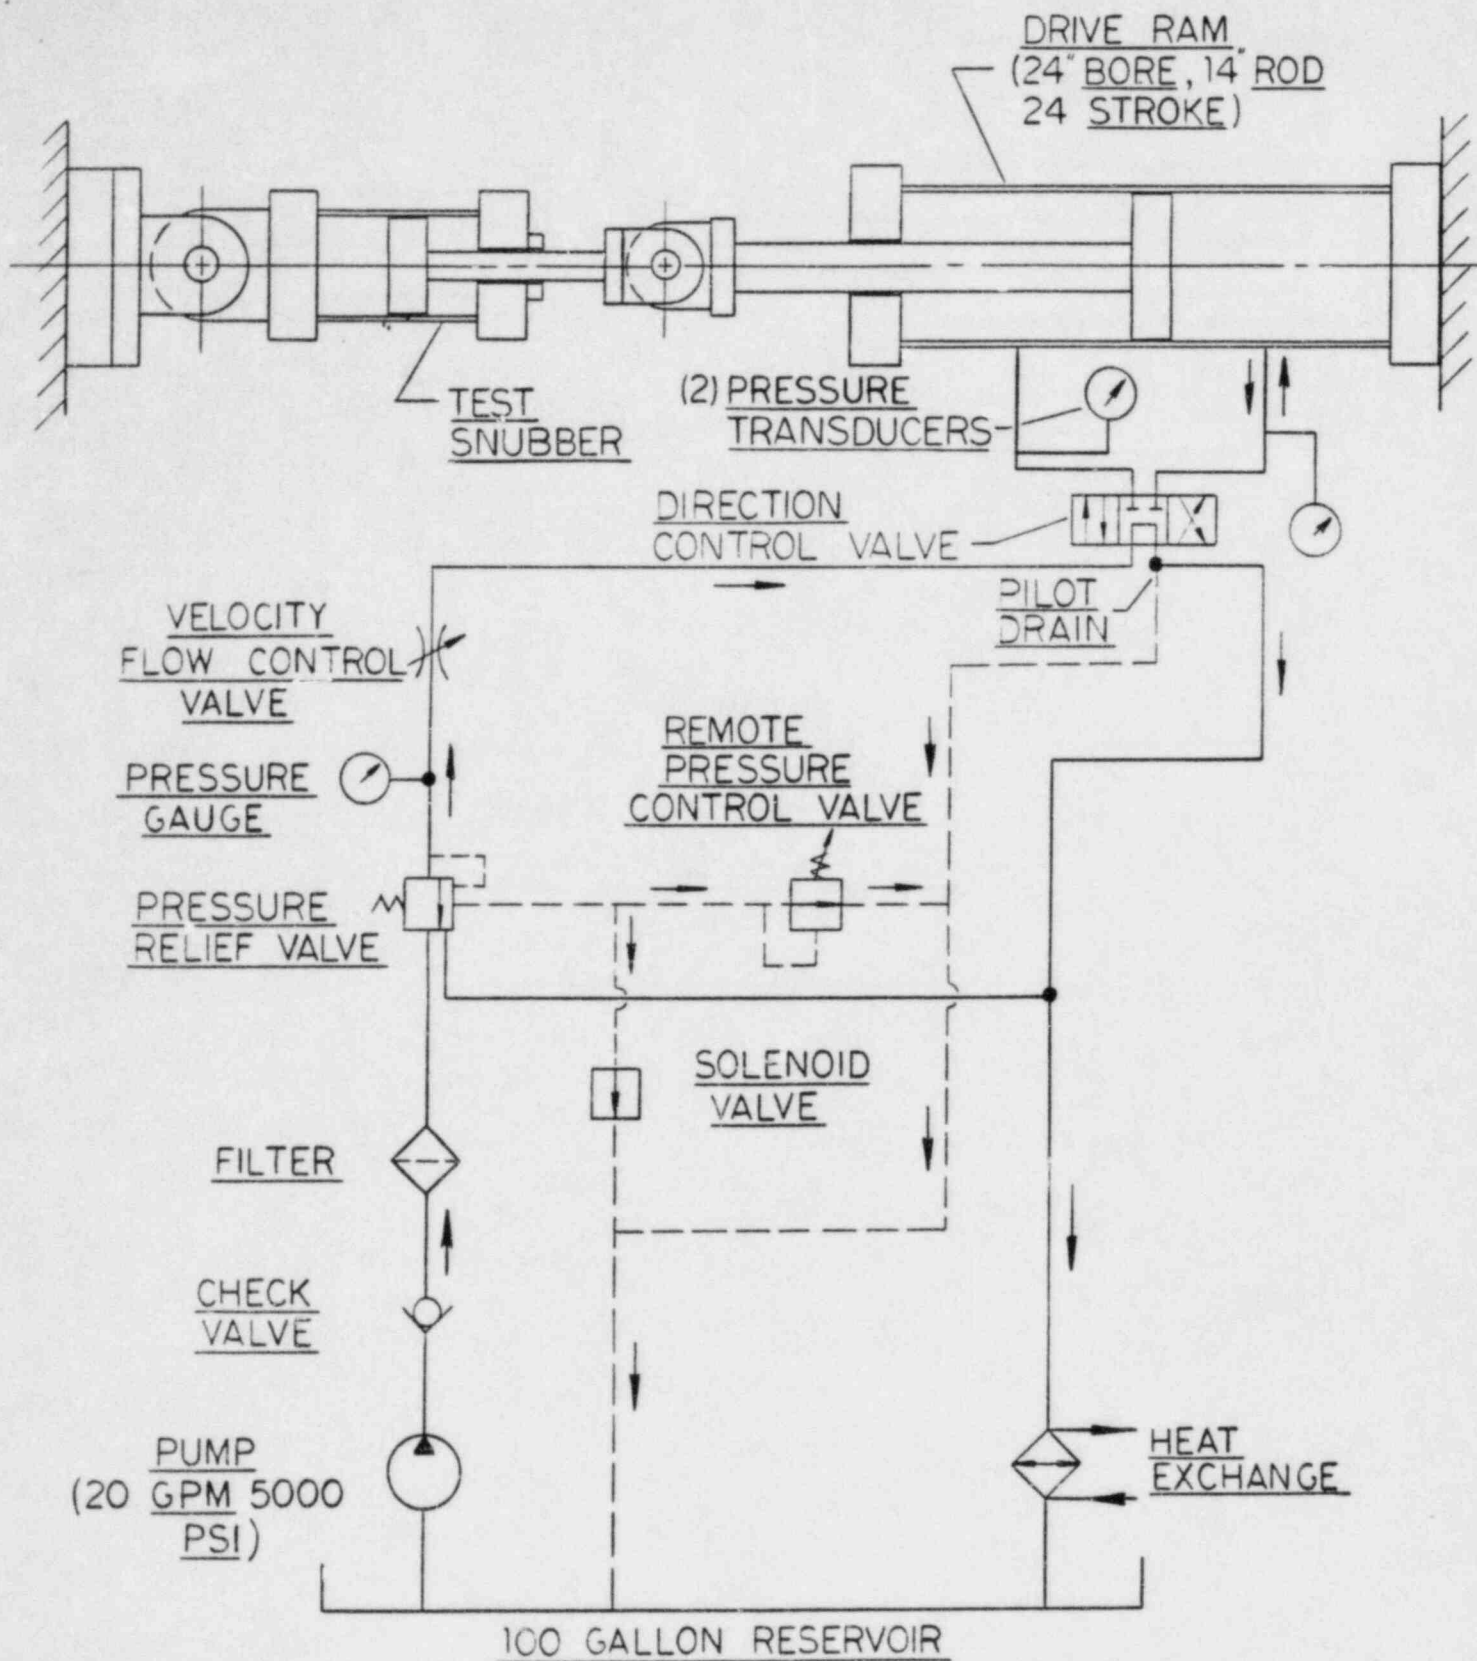 DRIVE RAM
(24" BORE, 14" ROD
24 STROKE)
TEST
SNUBBER
(2) PRESSURE
TRANSDUCERS
DIRECTION
CONTROL VALVE
PILOT
DRAIN
VELOCITY
FLOW CONTROL
VALVE
REMOTE
PRESSURE
CONTROL VALVE
PRESSURE
GAUGE
PRESSURE
RELIEF VALVE
SOLENOID
VALVE
FILTER
CHECK
VALVE
PUMP
(20 GPM 5000
PSI)
HEAT
EXCHANGE
100 GALLON RESERVOIR